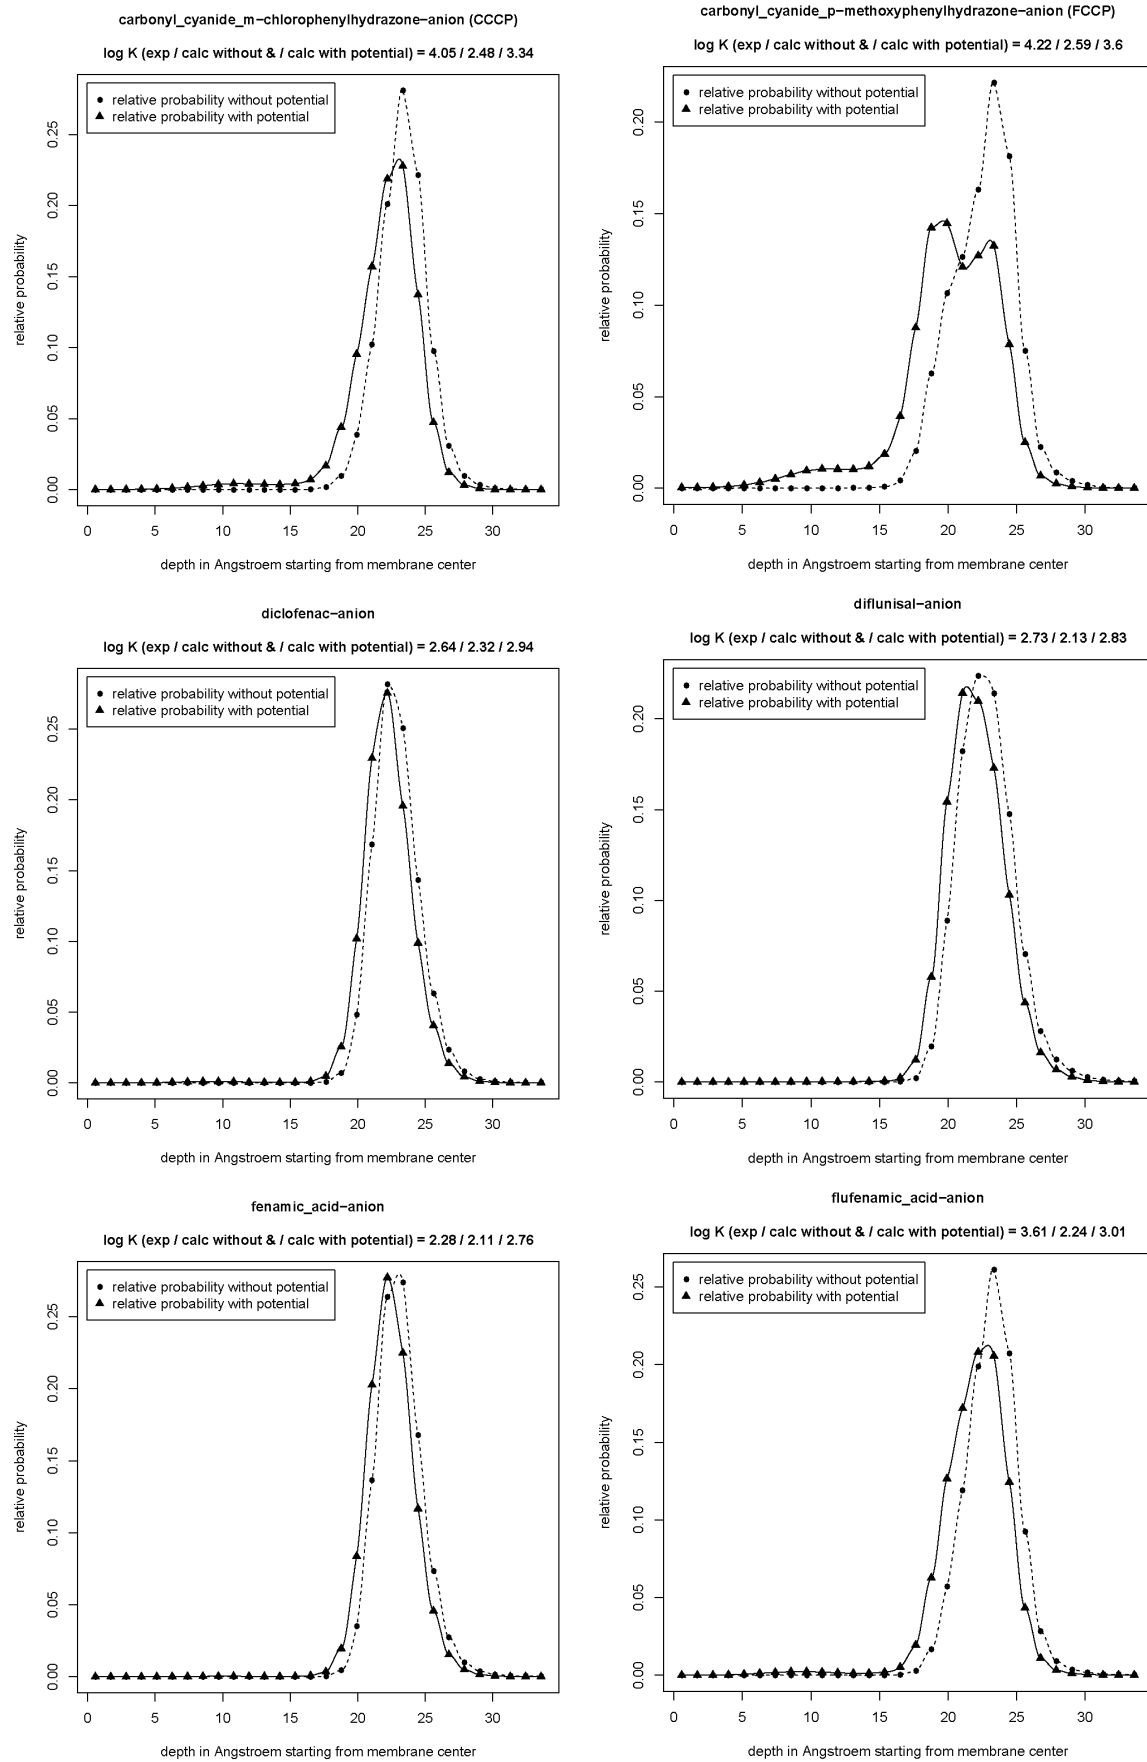 carbonyl_cyanide_m−chlorophenylhydrazone−anion (CCCP)
log K (exp / calc without & / calc with potential) = 4.05 / 2.48 / 3.34
relative probability without potential
relative probability with potential
relative probability
0.00 0.05 0.10 0.15 0.20 0.25
0 5 10 15 20 25 30
depth in Angstroem starting from membrane center
carbonyl_cyanide_p−methoxyphenylhydrazone−anion (FCCP)
log K (exp / calc without & / calc with potential) = 4.22 / 2.59 / 3.6
relative probability without potential
relative probability with potential
relative probability
0.00 0.05 0.10 0.15 0.20
0 5 10 15 20 25 30
depth in Angstroem starting from membrane center
diclofenac−anion
log K (exp / calc without & / calc with potential) = 2.64 / 2.32 / 2.94
relative probability without potential
relative probability with potential
relative probability
0.00 0.05 0.10 0.15 0.20 0.25
0 5 10 15 20 25 30
depth in Angstroem starting from membrane center
diflunisal−anion
log K (exp / calc without & / calc with potential) = 2.73 / 2.13 / 2.83
relative probability without potential
relative probability with potential
relative probability
0.00 0.05 0.10 0.15 0.20
0 5 10 15 20 25 30
depth in Angstroem starting from membrane center
fenamic_acid−anion
log K (exp / calc without & / calc with potential) = 2.28 / 2.11 / 2.76
relative probability without potential
relative probability with potential
relative probability
0.00 0.05 0.10 0.15 0.20 0.25
0 5 10 15 20 25 30
depth in Angstroem starting from membrane center
flufenamic_acid−anion
log K (exp / calc without & / calc with potential) = 3.61 / 2.24 / 3.01
relative probability without potential
relative probability with potential
relative probability
0.00 0.05 0.10 0.15 0.20 0.25
0 5 10 15 20 25 30
depth in Angstroem starting from membrane center